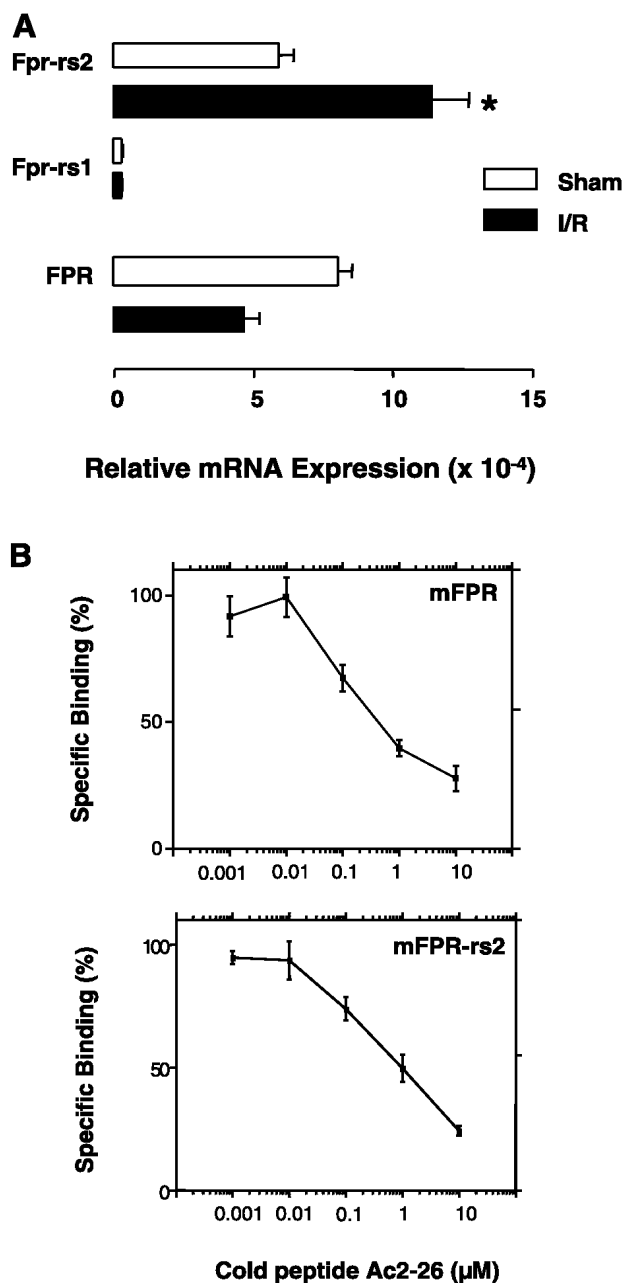 A
Fpr-rs2
*
Fpr-rs1
Sham
I/R
FPR
0 5 10 15
Relative mRNA Expression (x 10⁻⁴)
B
mFPR
Specific Binding (%)
100
50
0
0.001 0.01 0.1 1 10
mFPR-rs2
Specific Binding (%)
100
50
0
0.001 0.01 0.1 1 10
Cold peptide Ac2-26 (μM)